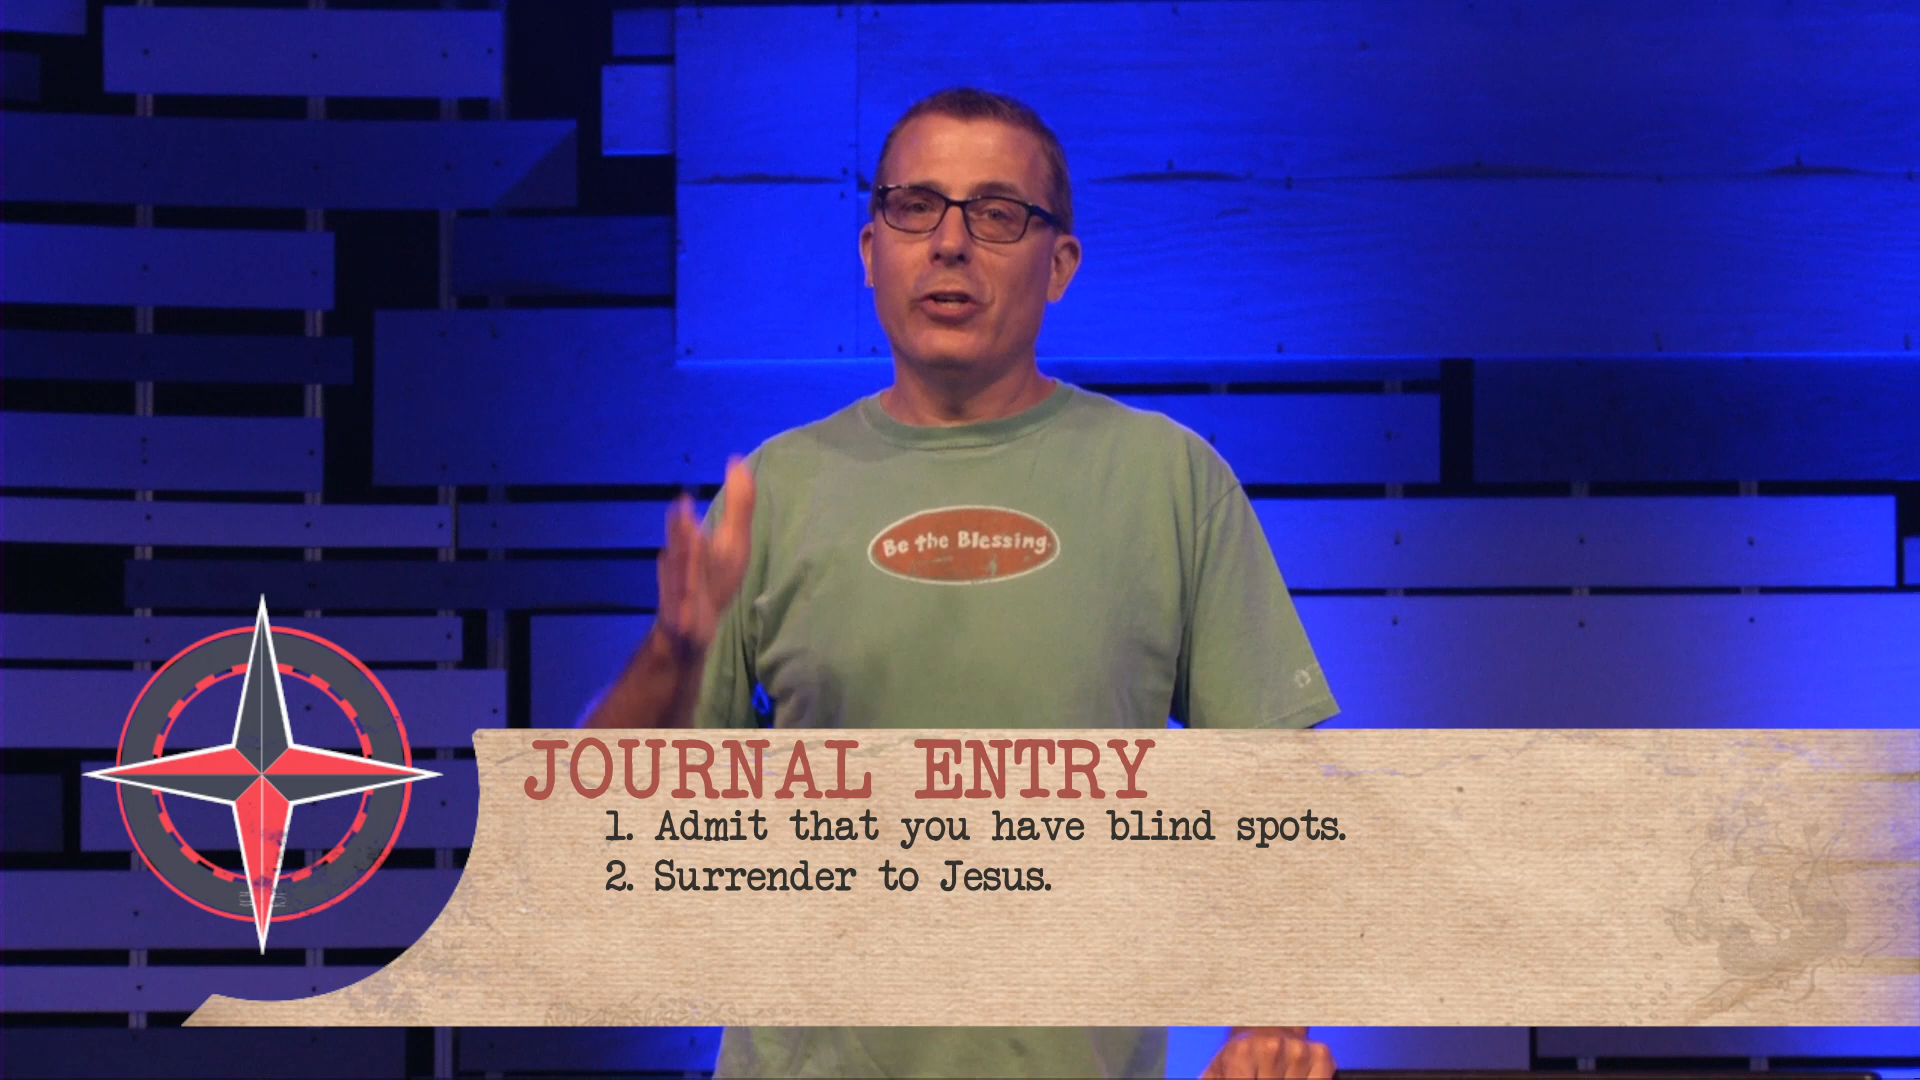 Be the Blessing.
JOURNAL ENTRY
1. Admit that you have blind spots.
2. Surrender to Jesus.